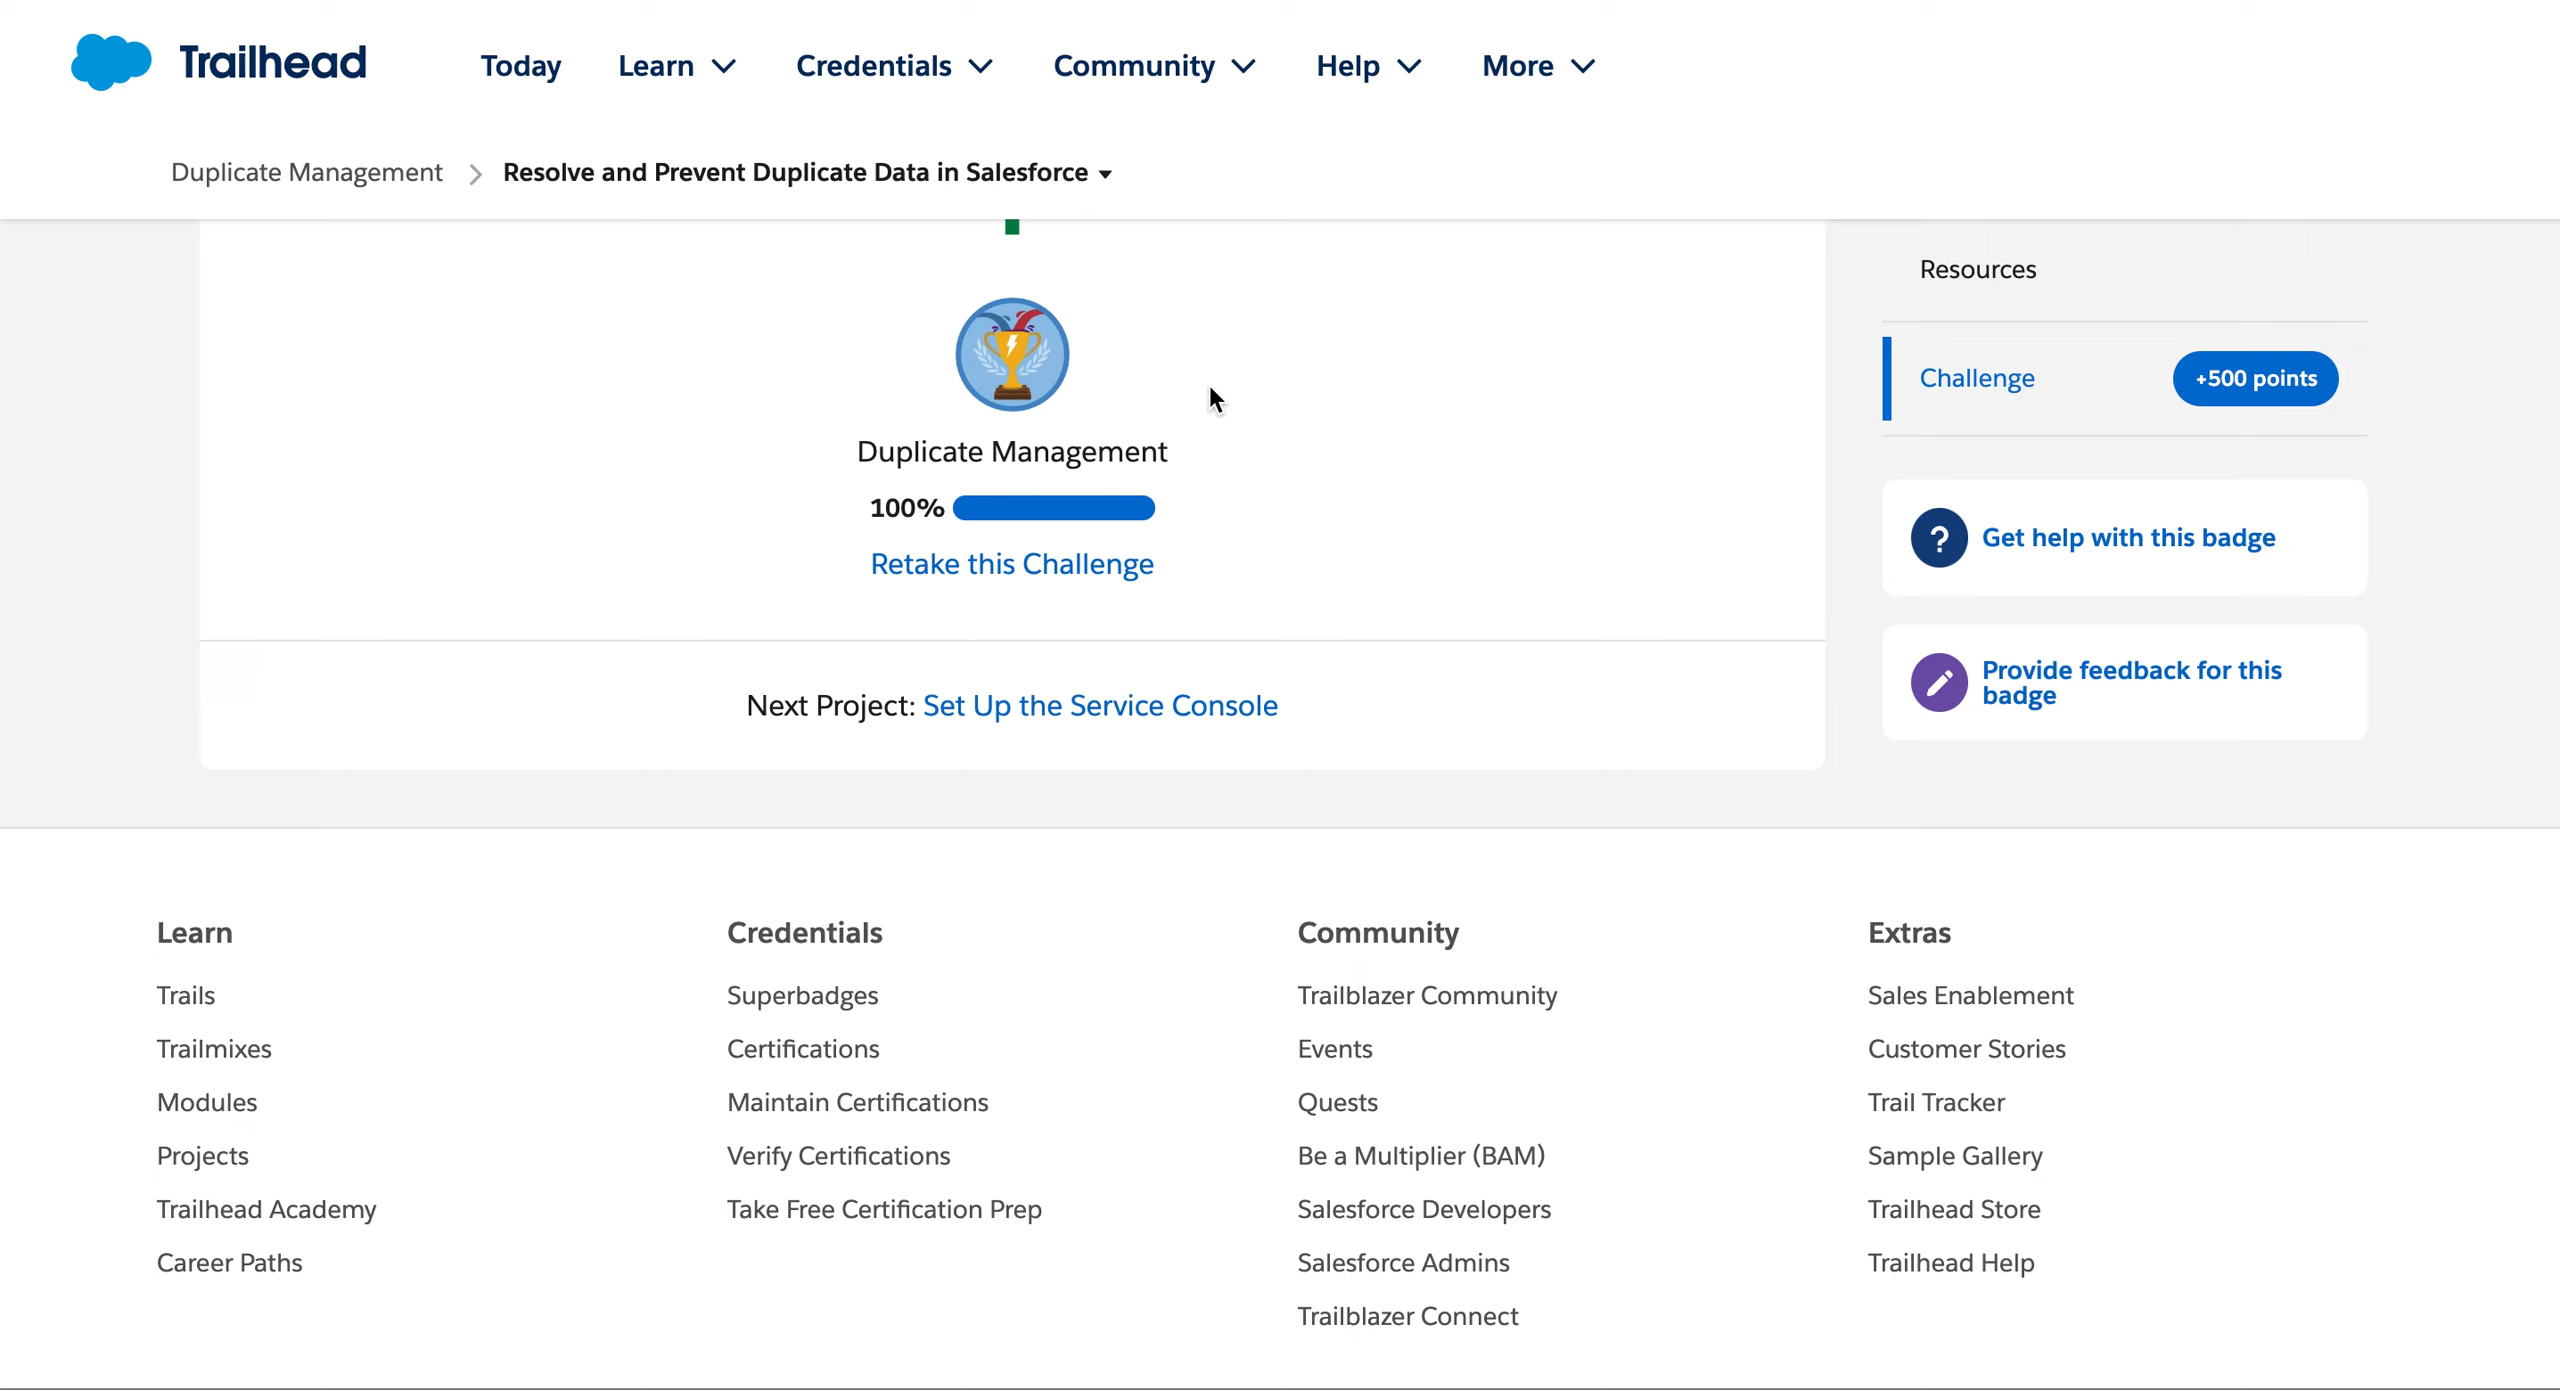 Trailhead
Today
Learn
Credentials
Community
Help
More
Duplicate Management
Resolve and Prevent Duplicate Data in Salesforce
Duplicate Management
100%
Retake this Challenge
Next Project: Set Up the Service Console
Resources
Challenge
+500 points
?
Get help with this badge
Provide feedback for this
badge
Learn
Trails
Trailmixes
Modules
Projects
Trailhead Academy
Career Paths
Credentials
Superbadges
Certifications
Maintain Certifications
Verify Certifications
Take Free Certification Prep
Community
Trailblazer Community
Events
Quests
Be a Multiplier (BAM)
Salesforce Developers
Salesforce Admins
Trailblazer Connect
Extras
Sales Enablement
Customer Stories
Trail Tracker
Sample Gallery
Trailhead Store
Trailhead Help